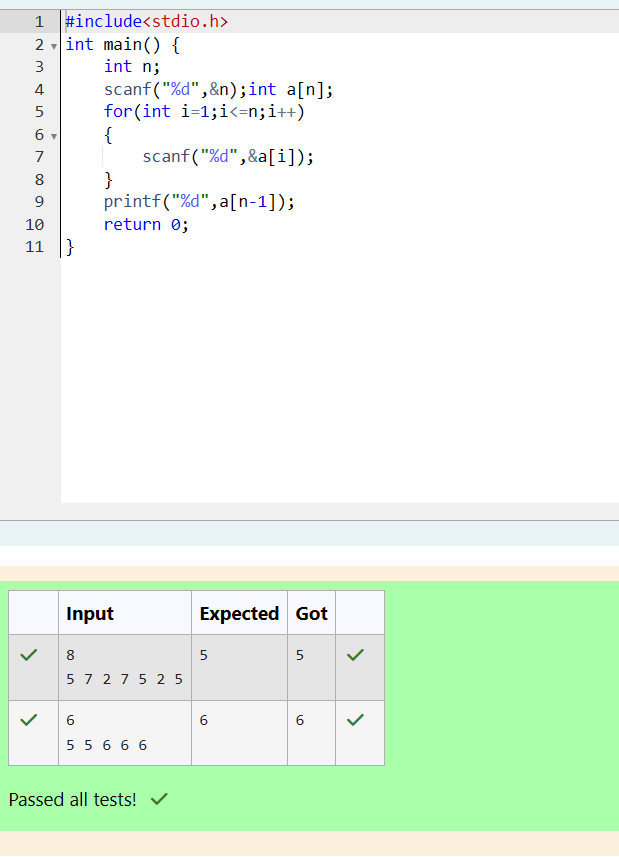 1 #include<stdio.h>
2 int main() {
3 int n;
4 scanf("%d",&n);int a[n];
5 for(int i=1;i<=n;i++)
6 {
7 scanf("%d",&a[i]);
8 }
9 printf("%d",a[n-1]);
10 return 0;
11 }
Input Expected Got
8 5 5
5 7 2 7 5 2 5
6 6 6
5 5 6 6 6
Passed all tests!